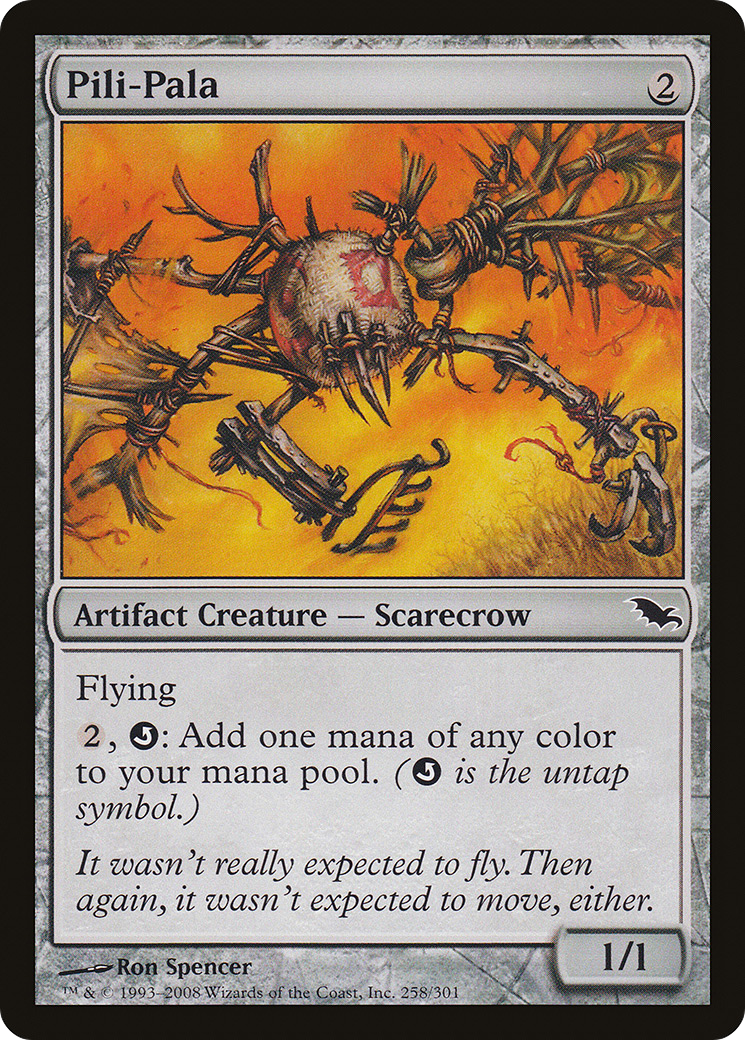 Pili-Pala
2
Artifact Creature — Scarecrow
Flying
2, : Add one mana of any color
to your mana pool. ( is the untap
symbol.)
It wasn't really expected to fly. Then
again, it wasn't expected to move, either.
1/1
Ron Spencer
™ & © 1993–2008 Wizards of the Coast, Inc. 258/301